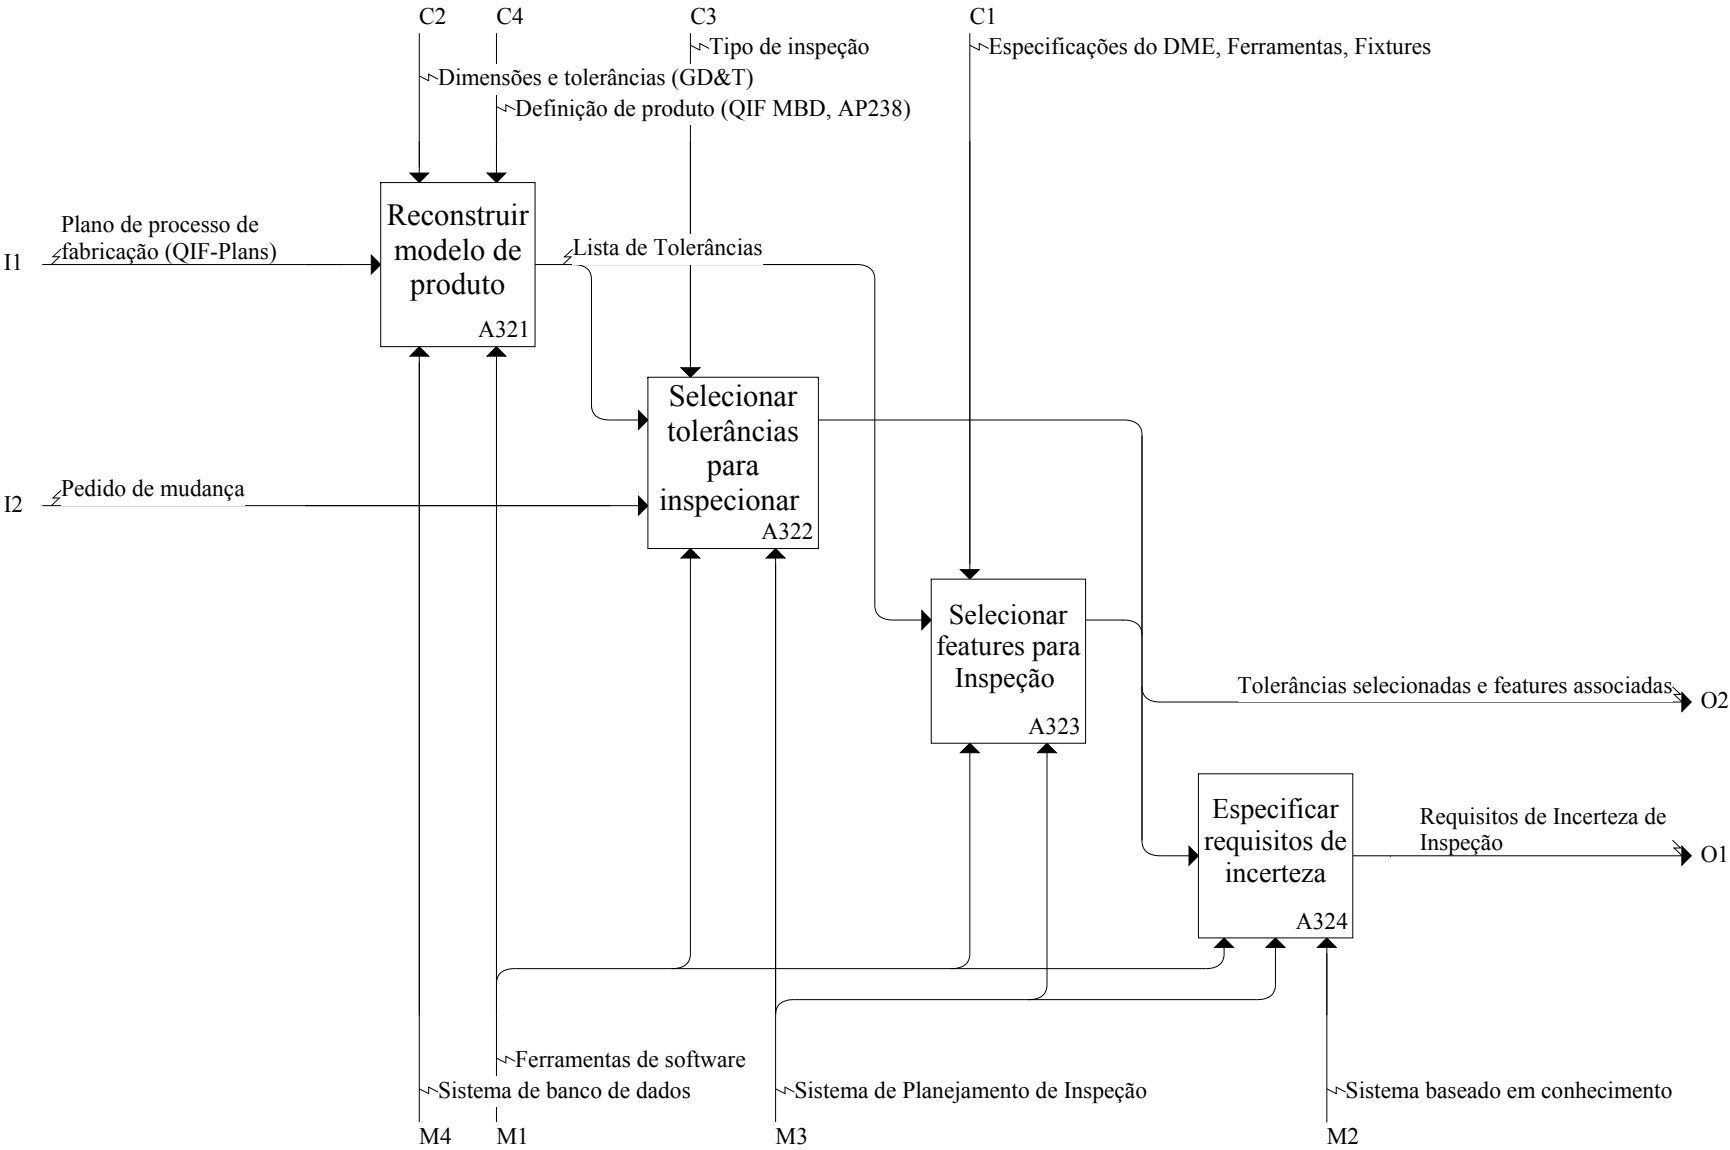 C2
C4
C3
C1
Tipo de inspeção
Especificações do DME, Ferramentas, Fixtures
Dimensões e tolerâncias (GD&T)
Definição de produto (QIF MBD, AP238)
I1
Plano de processo de
fabricação (QIF-Plans)
Reconstruir
modelo de
produto
A321
Lista de Tolerâncias
I2
Pedido de mudança
Selecionar
tolerâncias
para
inspecionar
A322
Selecionar
features para
Inspeção
A323
Tolerâncias selecionadas e features associadas
O2
Especificar
requisitos de
incerteza
A324
Requisitos de Incerteza de
Inspeção
O1
Ferramentas de software
Sistema de banco de dados
Sistema de Planejamento de Inspeção
Sistema baseado em conhecimento
M4
M1
M3
M2